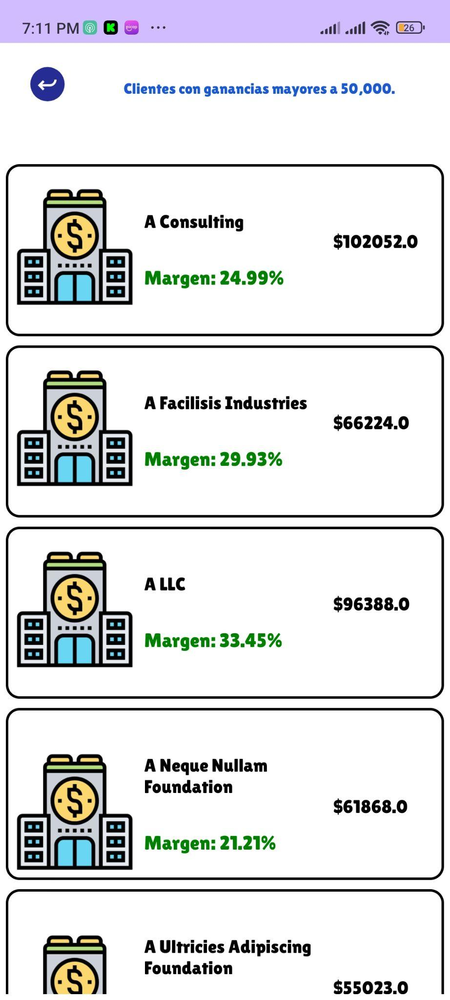 7:11 PM
picap
26
Clientes con ganancias mayores a 50,000.
A Consulting
$102052.0
Margen: 24.99%
A Facilisis Industries
$66224.0
Margen: 29.93%
A LLC
$96388.0
Margen: 33.45%
A Neque Nullam
Foundation
$61868.0
Margen: 21.21%
A Ultricies Adipiscing
Foundation
$55023.0